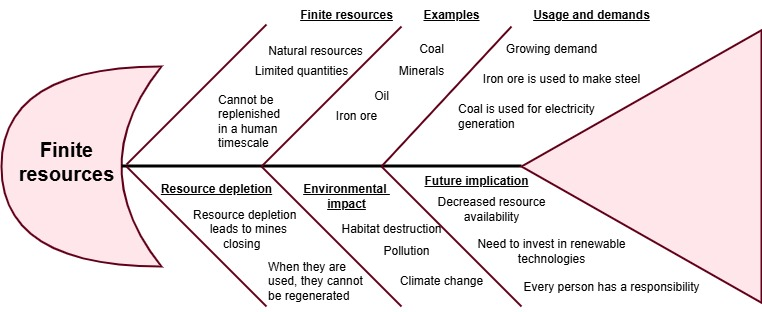 Finite resources
Examples
Usage and demands
Natural resources
Limited quantities
Cannot be
replenished
in a human
timescale
Coal
Minerals
Oil
Iron ore
Growing demand
Iron ore is used to make steel
Coal is used for electricity
generation
Finite
resources
Resource depletion
Resource depletion
leads to mines
closing
When they are
used, they cannot
be regenerated
Environmental
impact
Habitat destruction
Pollution
Climate change
Future implication
Decreased resource
availability
Need to invest in renewable
technologies
Every person has a responsibility